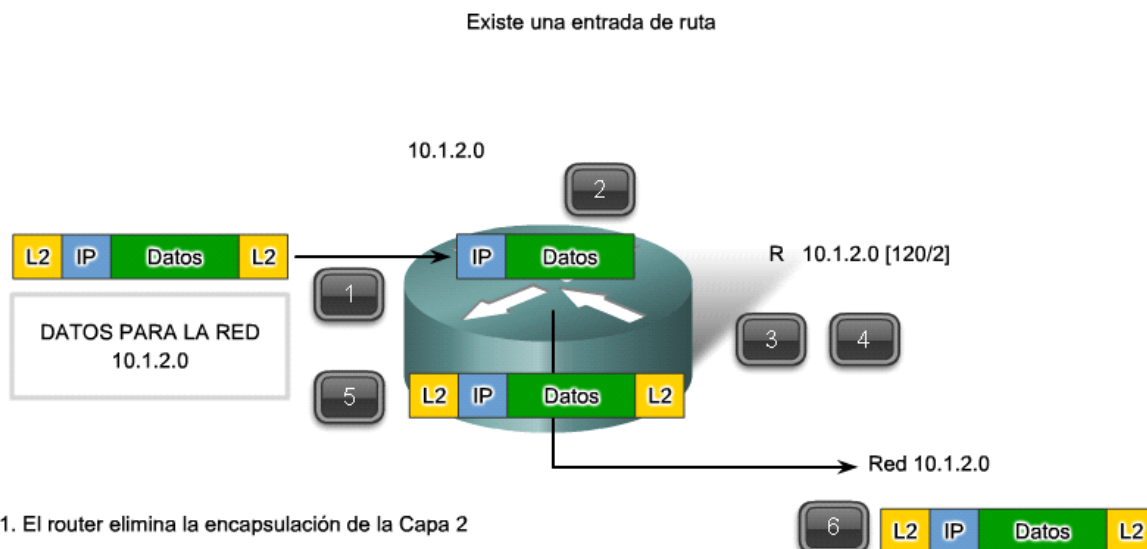 Existe una entrada de ruta
10.1.2.0
2
L2 IP Datos L2
IP Datos
R 10.1.2.0 [120/2]
1
DATOS PARA LA RED
10.1.2.0
3 4
5
L2 IP Datos L2
Red 10.1.2.0
1. El router elimina la encapsulación de la Capa 2
6
L2 IP Datos L2